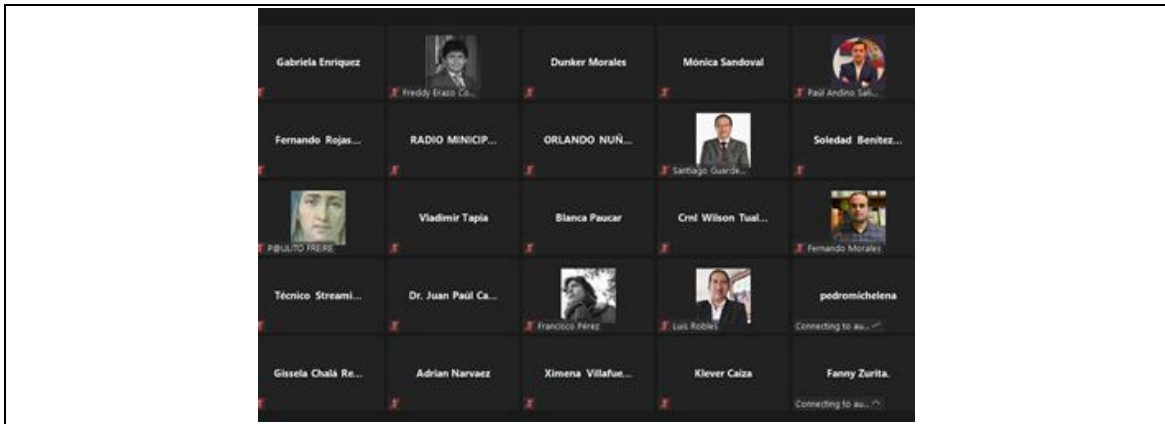 Gabriela Enriquez
Freddy Erazo Co...
Dunker Morales
Mónica Sandoval
Paúl Andino Sali...
Fernando Rojas...
RADIO MINICIP...
ORLANDO NUÑ...
Santiago Guarde...
Soledad Benitez...
P@ULITO FREIRE
Vladimir Tapia
Blanca Paucar
Crnl Wilson Tual...
Fernando Morales
Técnico Streami...
Dr. Juan Paúl Ca...
Francisco Pérez
Luis Robles
pedromichelena
Connecting to au...
Gissela Chalá Re...
Adrian Narvaez
Ximena Villafue...
Klever Caiza
Fanny Zurita.
Connecting to au...